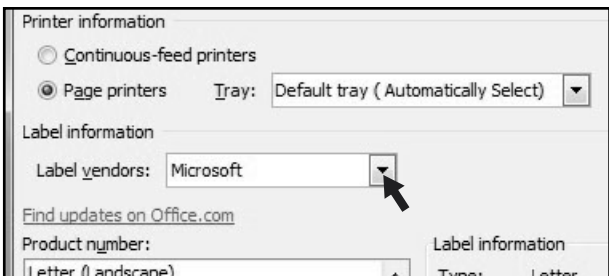 Printer information
Continuous-feed printers
Page printers Tray: Default tray ( Automatically Select)
Label information
Label vendors: Microsoft
Find updates on Office.com
Product number: Label information
Letter (Landscape) Type: Letter